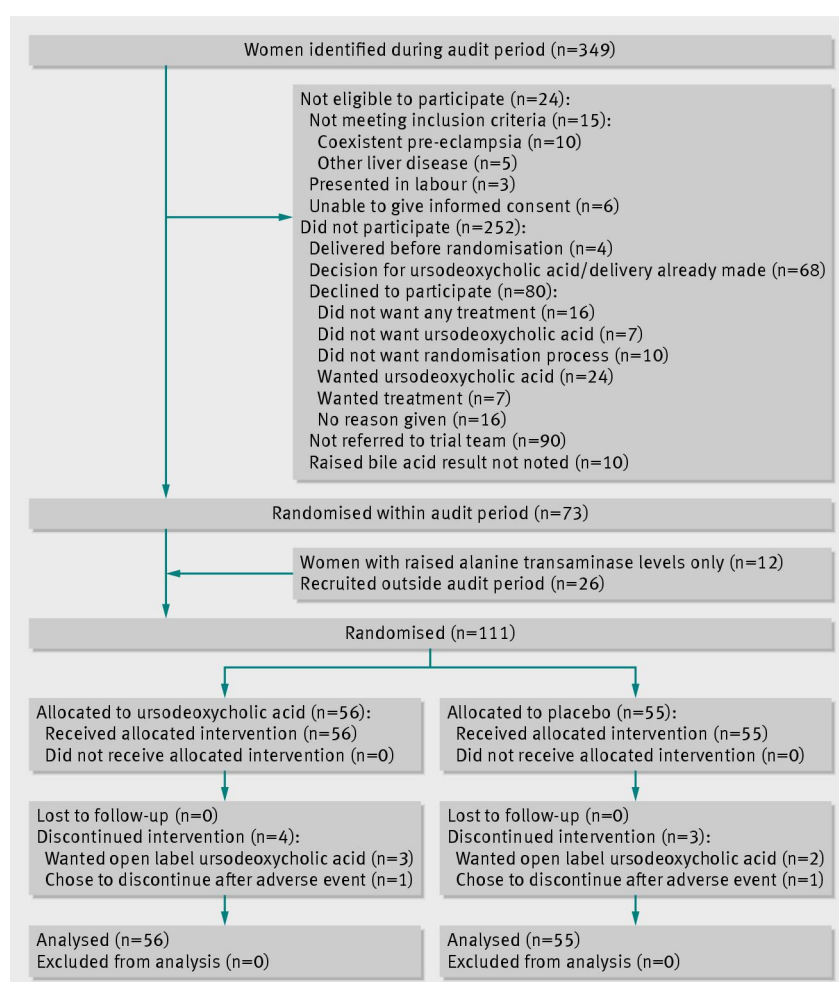 Women identified during audit period (n=349)
Not eligible to participate (n=24):
Not meeting inclusion criteria (n=15):
Coexistent pre-eclampsia (n=10)
Other liver disease (n=5)
Presented in labour (n=3)
Unable to give informed consent (n=6)
Did not participate (n=252):
Delivered before randomisation (n=4)
Decision for ursodeoxycholic acid/delivery already made (n=68)
Declined to participate (n=80):
Did not want any treatment (n=16)
Did not want ursodeoxycholic acid (n=7)
Did not want randomisation process (n=10)
Wanted ursodeoxycholic acid (n=24)
Wanted treatment (n=7)
No reason given (n=16)
Not referred to trial team (n=90)
Raised bile acid result not noted (n=10)
Randomised within audit period (n=73)
Women with raised alanine transaminase levels only (n=12)
Recruited outside audit period (n=26)
Randomised (n=111)
Allocated to ursodeoxycholic acid (n=56):
Received allocated intervention (n=56)
Did not receive allocated intervention (n=0)
Allocated to placebo (n=55):
Received allocated intervention (n=55)
Did not receive allocated intervention (n=0)
Lost to follow-up (n=0)
Discontinued intervention (n=4):
Wanted open label ursodeoxycholic acid (n=3)
Chose to discontinue after adverse event (n=1)
Lost to follow-up (n=0)
Discontinued intervention (n=3):
Wanted open label ursodeoxycholic acid (n=2)
Chose to discontinue after adverse event (n=1)
Analysed (n=56)
Excluded from analysis (n=0)
Analysed (n=55)
Excluded from analysis (n=0)